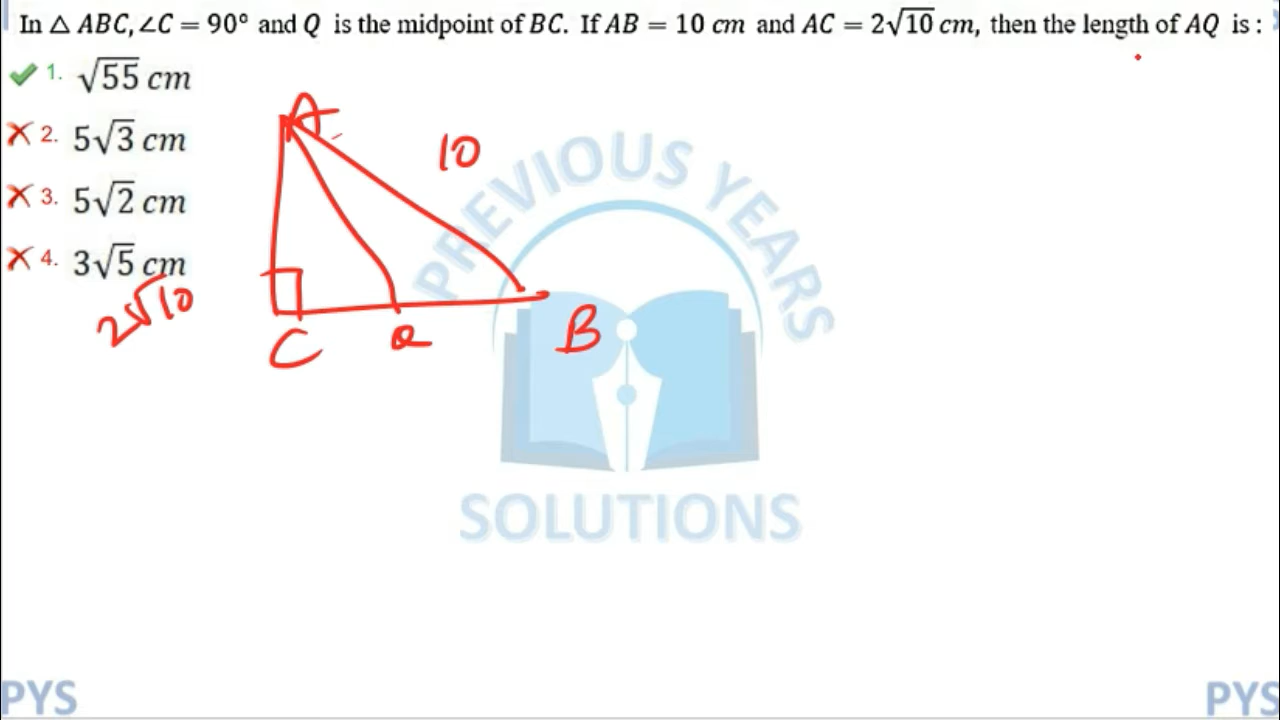 In △ ABC, ∠C = 90° and Q is the midpoint of BC. If AB = 10 cm and AC = 2√10 cm, then the length of AQ is :
1. √55 cm
2. 5√3 cm
3. 5√2 cm
4. 3√5 cm
A
10
2√10
C
Q
B
PREVIOUS YEARS
SOLUTIONS
PYS
PYS